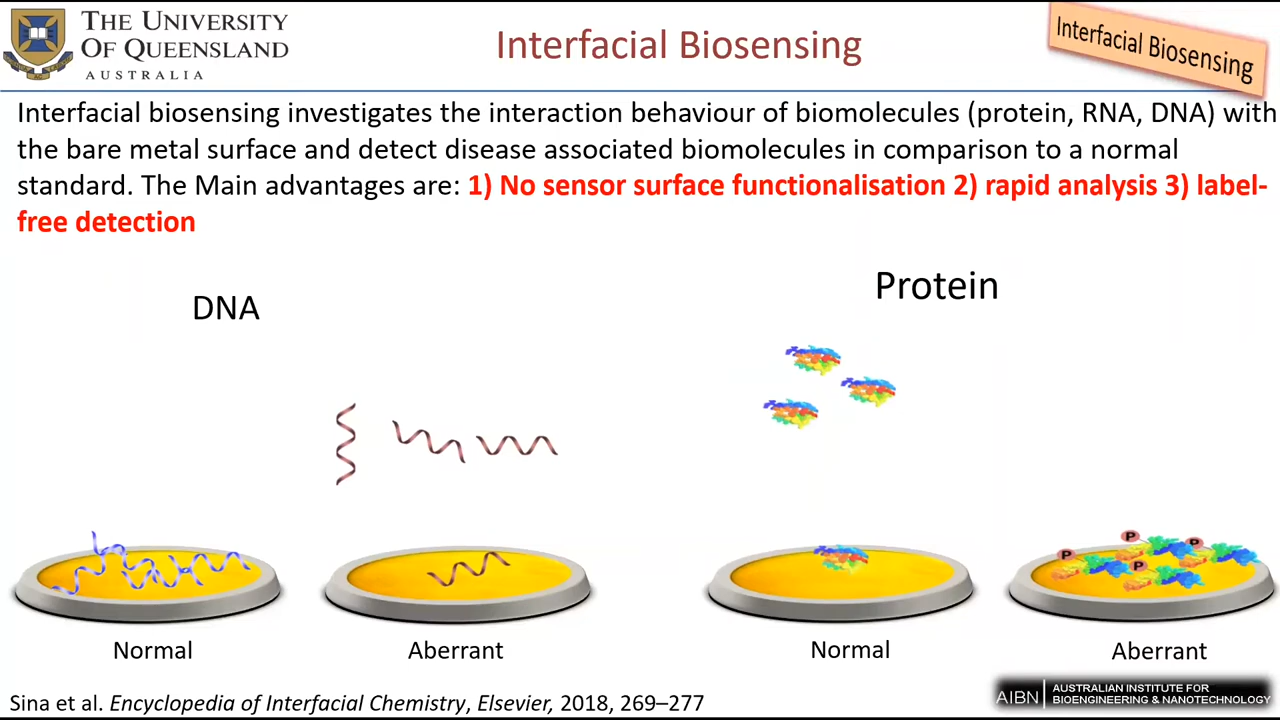 THE UNIVERSITY
OF QUEENSLAND
AUSTRALIA
Interfacial Biosensing
Interfacial Biosensing
Interfacial biosensing investigates the interaction behaviour of biomolecules (protein, RNA, DNA) with
the bare metal surface and detect disease associated biomolecules in comparison to a normal
standard. The Main advantages are: 1) No sensor surface functionalisation 2) rapid analysis 3) label-
free detection
DNA
Protein
P
P
P
P
Normal
Aberrant
Normal
Aberrant
Sina et al. Encyclopedia of Interfacial Chemistry, Elsevier, 2018, 269–277
AIBN
AUSTRALIAN INSTITUTE FOR
BIOENGINEERING & NANOTECHNOLOGY